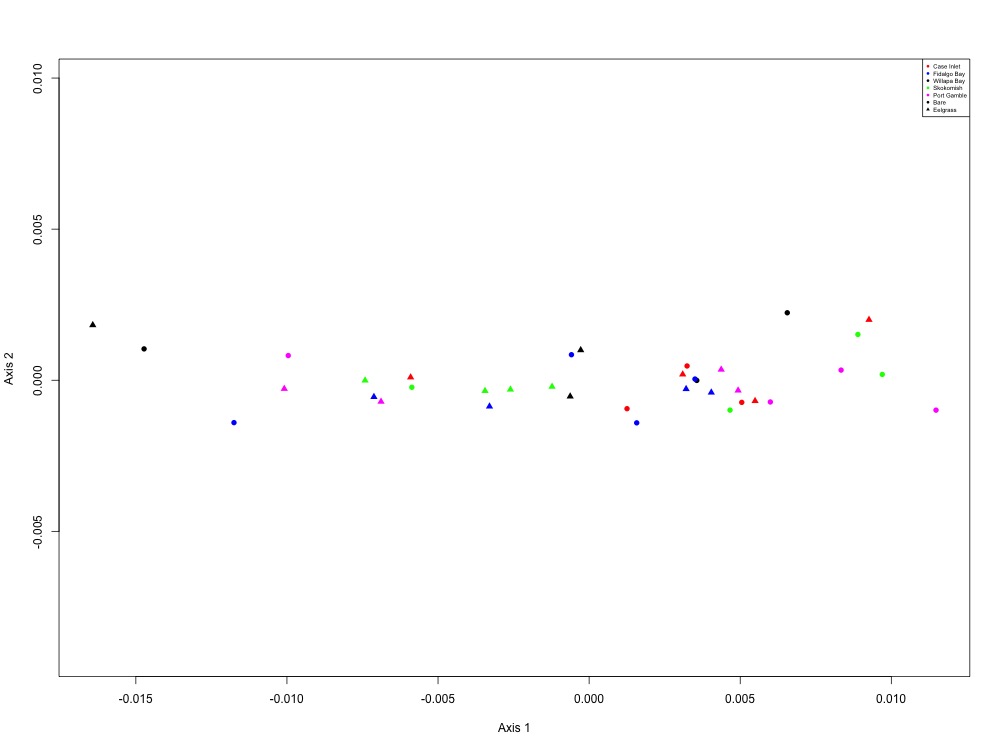 Case Inlet
Fidalgo Bay
Willapa Bay
Skokomish
Port Gamble
Bare
Eelgrass
0.010
0.005
0.000
-0.005
Axis 2
-0.015 -0.010 -0.005 0.000 0.005 0.010
Axis 1